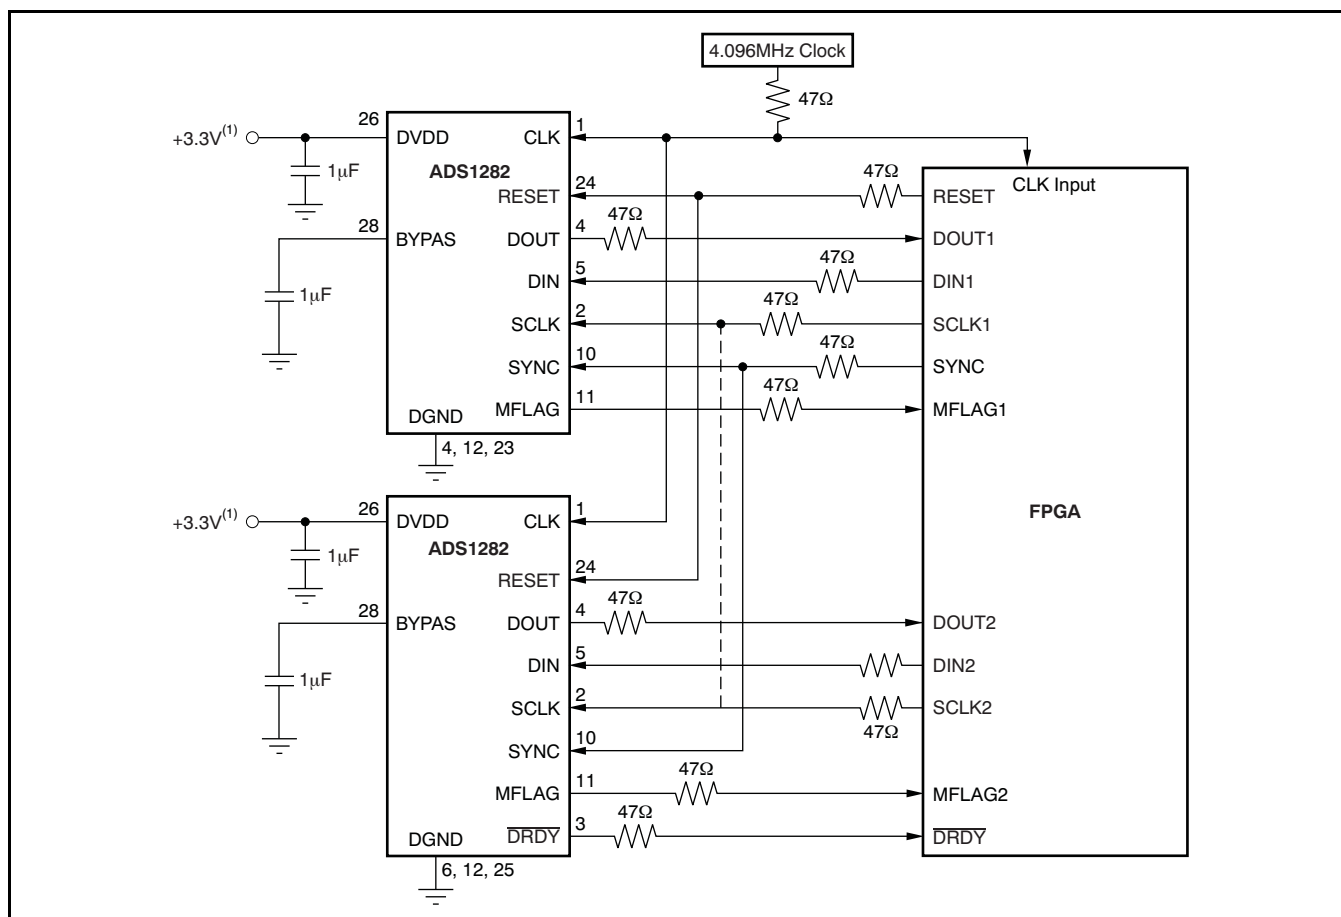 4.096MHz Clock
47Ω
+3.3V(1)
26
DVDD
CLK
1
1μF
ADS1282
47Ω
CLK Input
RESET
24
RESET
28
BYPAS
DOUT
4
47Ω
DOUT1
1μF
DIN
5
47Ω
DIN1
SCLK
2
47Ω
SCLK1
SYNC
10
47Ω
SYNC
MFLAG
11
47Ω
MFLAG1
DGND
4, 12, 23
FPGA
+3.3V(1)
26
DVDD
CLK
1
1μF
ADS1282
RESET
24
28
BYPAS
DOUT
4
47Ω
DOUT2
1μF
DIN
5
DIN2
SCLK
2
47Ω
SCLK2
SYNC
10
MFLAG
11
47Ω
MFLAG2
DRDY
3
47Ω
DRDY
DGND
6, 12, 25